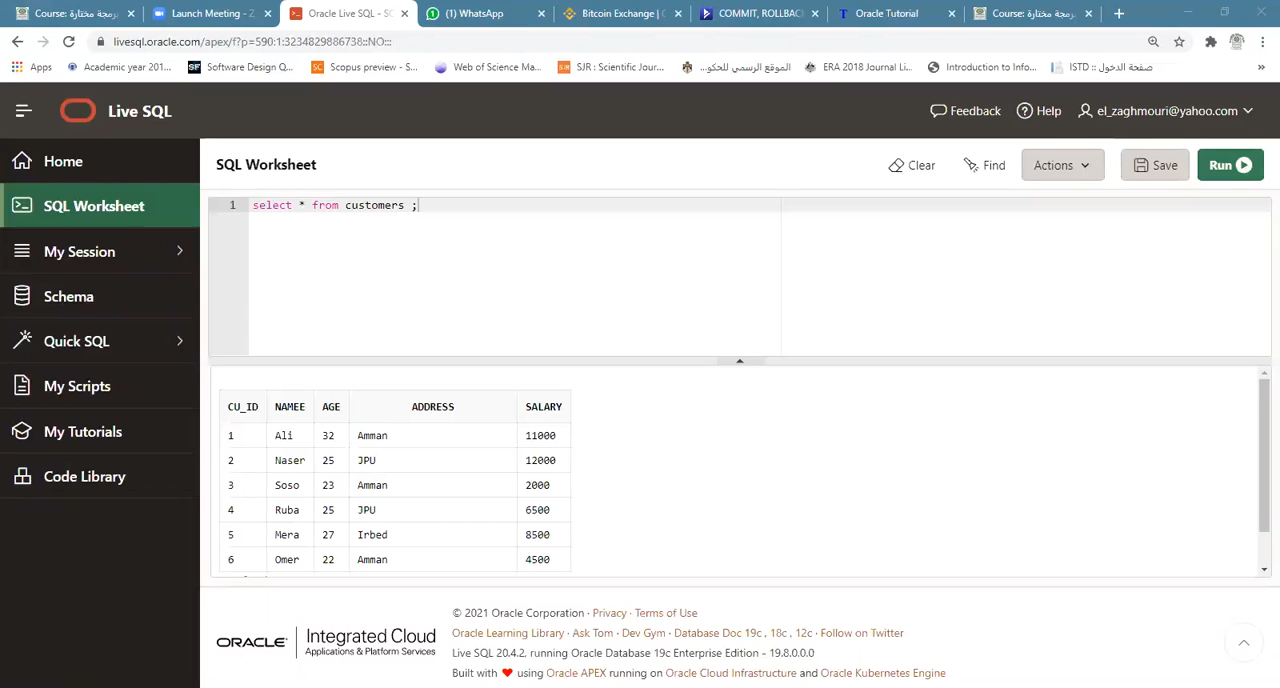 Course: برمجة مختارة
Launch Meeting - Z
Oracle Live SQL - SC
(1) WhatsApp
Bitcoin Exchange | C
COMMIT, ROLLBAC
Oracle Tutorial
Course: برمجة مختارة
livesql.oracle.com/apex/f?p=590:1:3234829886738::NO:::
Apps
Academy year 201...
Software Design Q...
Scopus preview - S...
Web of Science Ma...
SJR : Scientific Jour...
الموقع الرسمي للحكو...
ERA 2018 Journal Li...
Introduction to Info...
ISTD :: صفحة الدخول
»
Live SQL
Feedback
Help
el_zaghmouri@yahoo.com
Home
SQL Worksheet
My Session
Schema
Quick SQL
My Scripts
My Tutorials
Code Library
SQL Worksheet
Clear
Find
Actions
Save
Run
1 select * from customers ;
CU_ID NAMEE AGE ADDRESS SALARY
1 Ali 32 Amman 11000
2 Naser 25 JPU 12000
3 Soso 23 Amman 2000
4 Ruba 25 JPU 6500
5 Mera 27 Irbed 8500
6 Omer 22 Amman 4500
ORACLE
Integrated Cloud
Applications & Platform Services
© 2021 Oracle Corporation · Privacy · Terms of Use
Oracle Learning Library · Ask Tom · Dev Gym · Database Doc 19c , 18c , 12c · Follow on Twitter
Live SQL 20.4.2, running Oracle Database 19c Enterprise Edition - 19.8.0.0.0
Built with ❤ using Oracle APEX running on Oracle Cloud Infrastructure and Oracle Kubernetes Engine